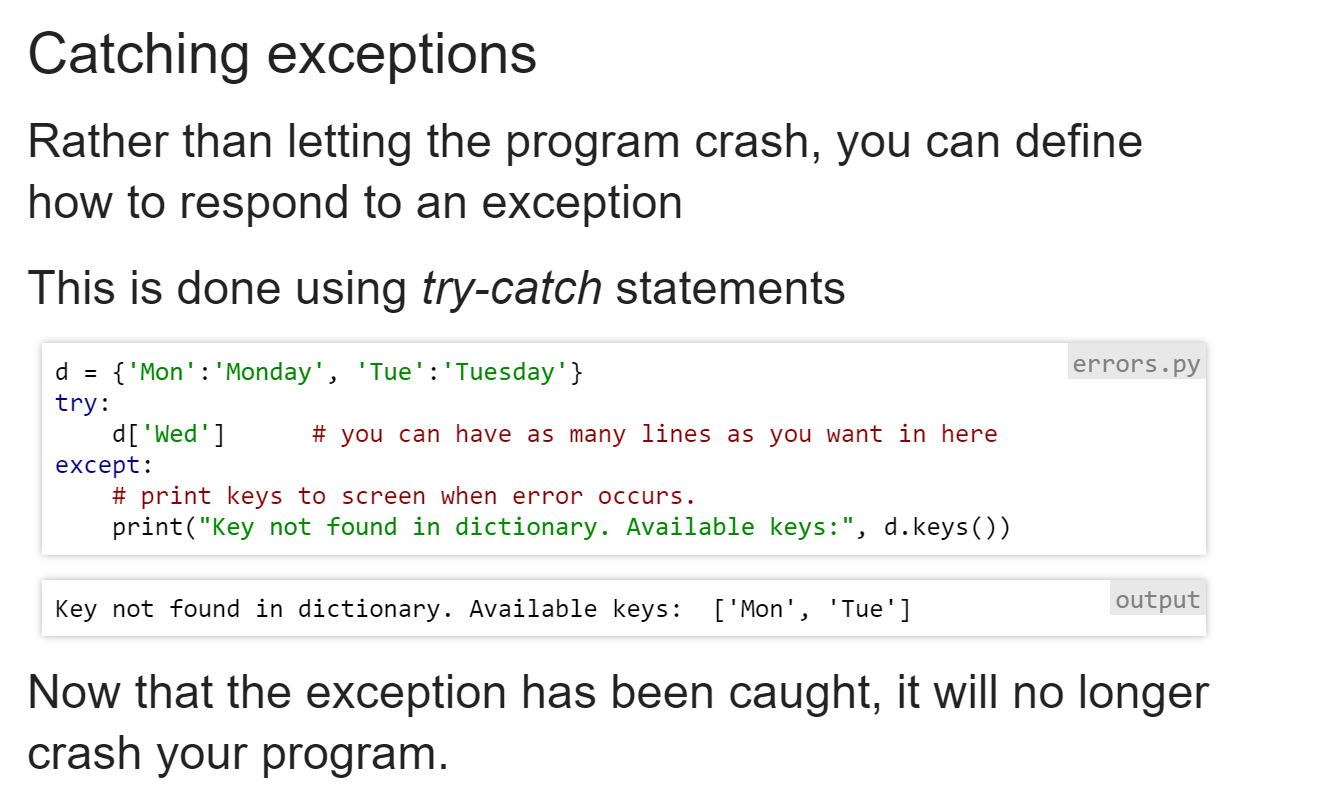 Catching exceptions
Rather than letting the program crash, you can define
how to respond to an exception
This is done using try-catch statements
errors.py
d = {'Mon':'Monday', 'Tue':'Tuesday'}
try:
    d['Wed']      # you can have as many lines as you want in here
except:
    # print keys to screen when error occurs.
    print("Key not found in dictionary. Available keys:", d.keys())
output
Key not found in dictionary. Available keys:  ['Mon', 'Tue']
Now that the exception has been caught, it will no longer
crash your program.